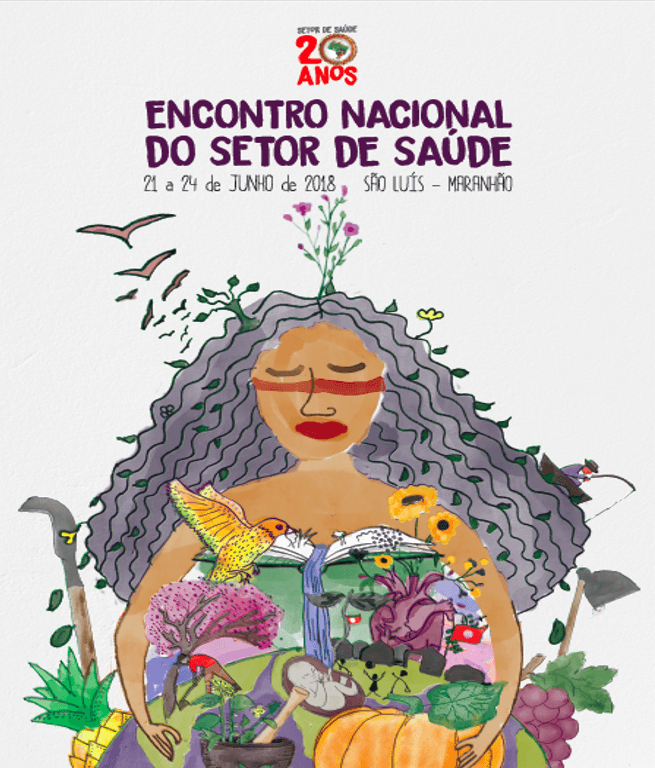 SETOR DE SAÚDE
20
ANOS
ENCONTRO NACIONAL
DO SETOR DE SAÚDE
21 a 24 de JUNHO de 2018 SÃO LUÍS - MARANHÃO